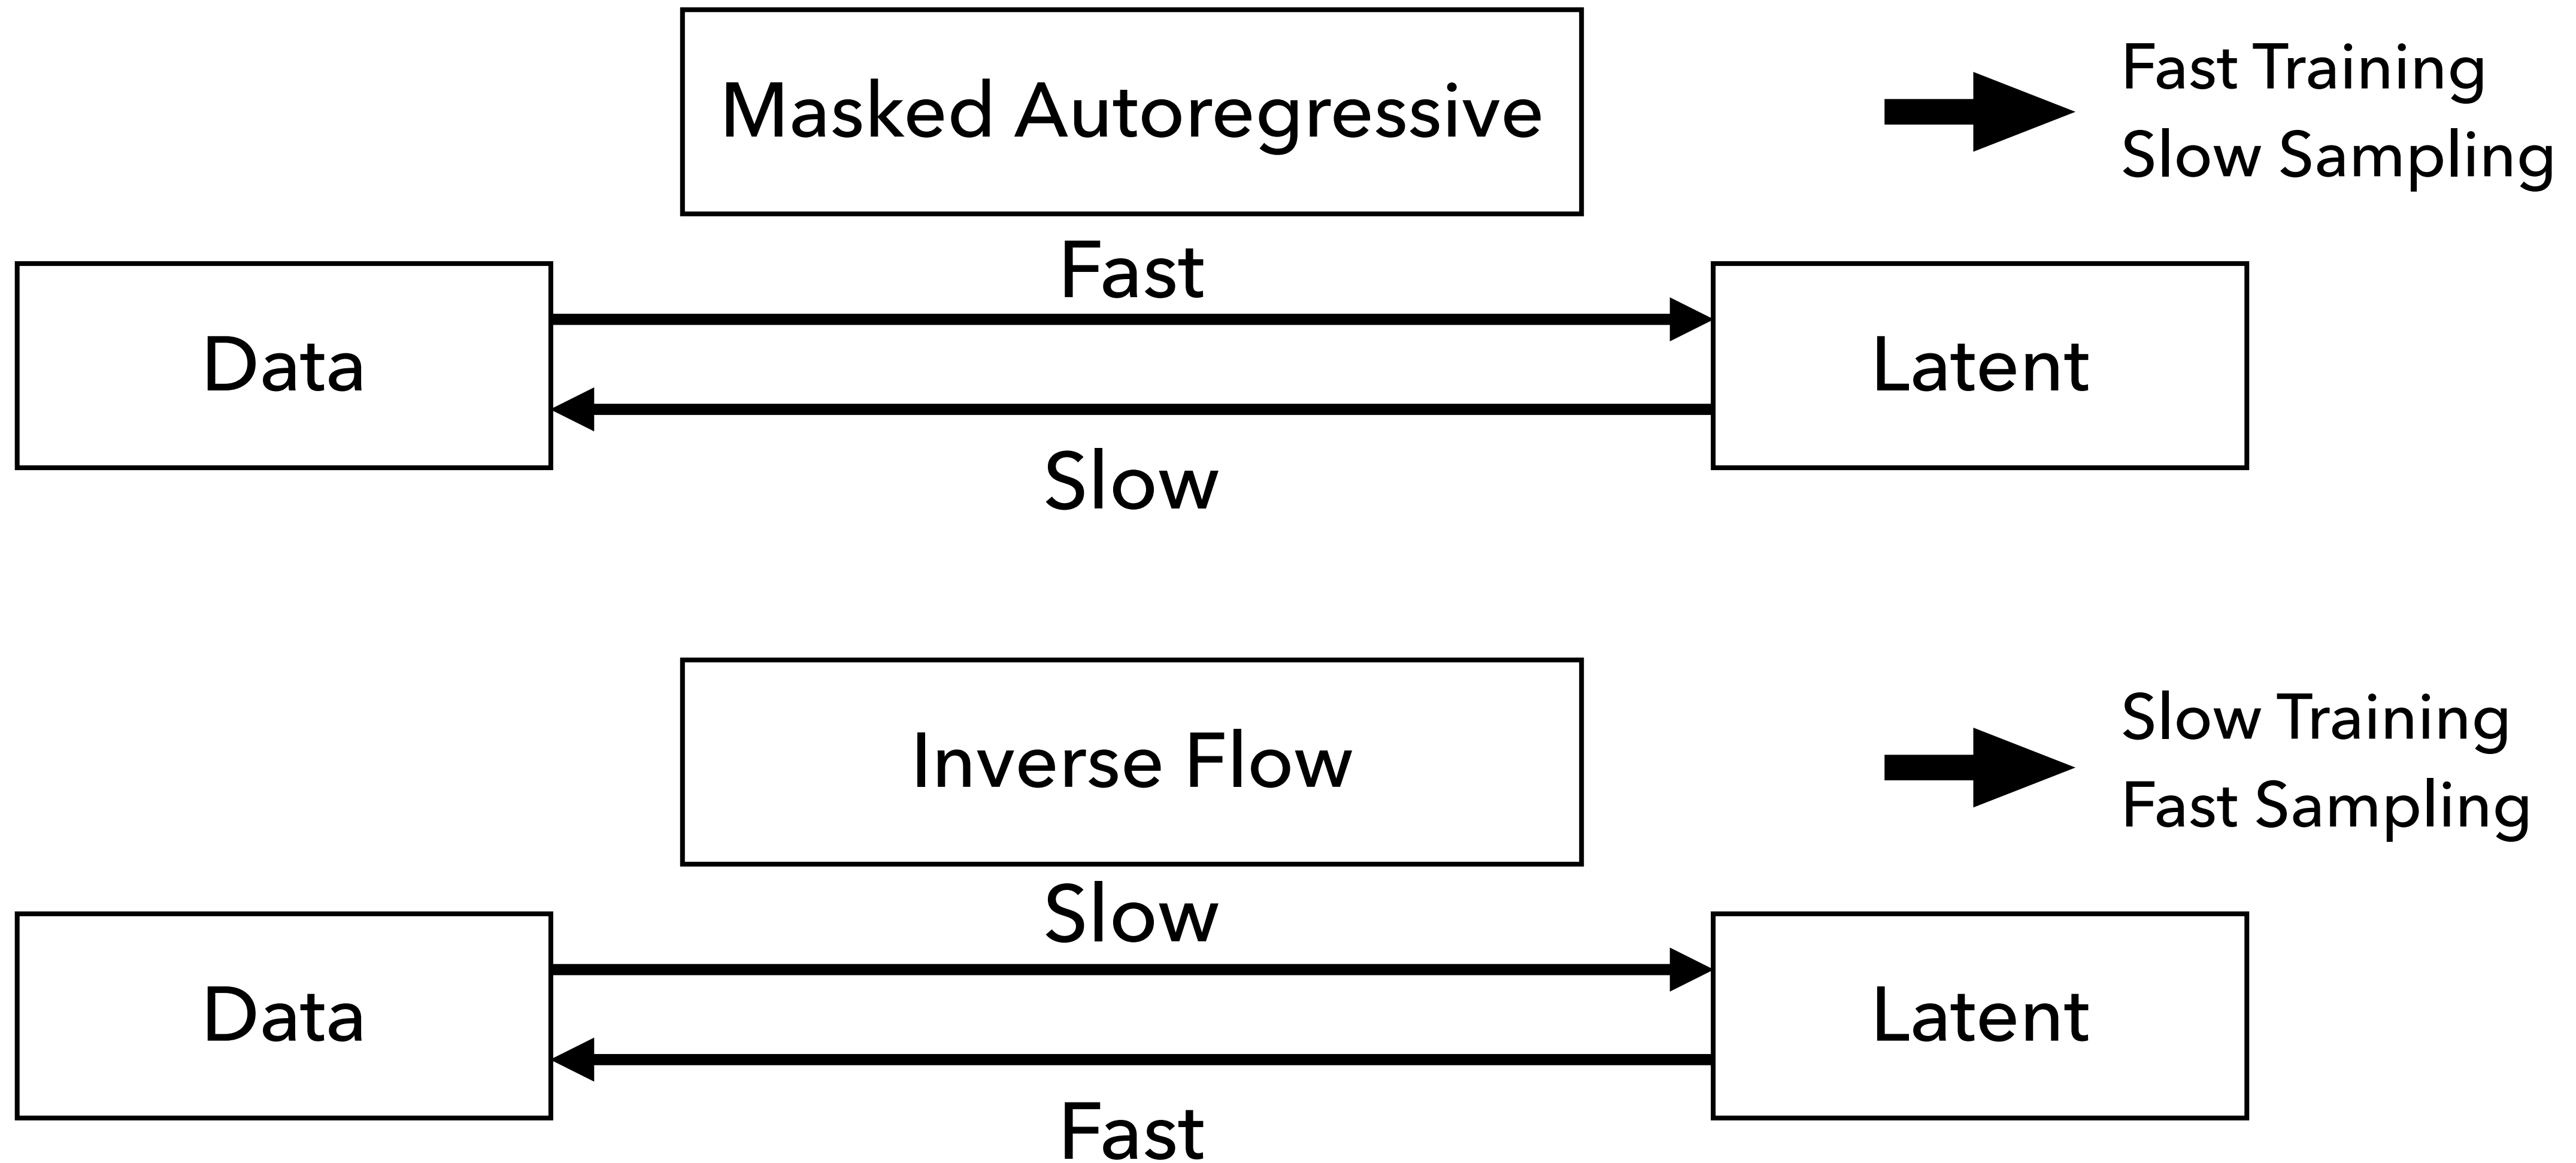 Masked Autoregressive
Fast Training
Slow Sampling
Fast
Data
Latent
Slow
Inverse Flow
Slow Training
Fast Sampling
Slow
Data
Latent
Fast